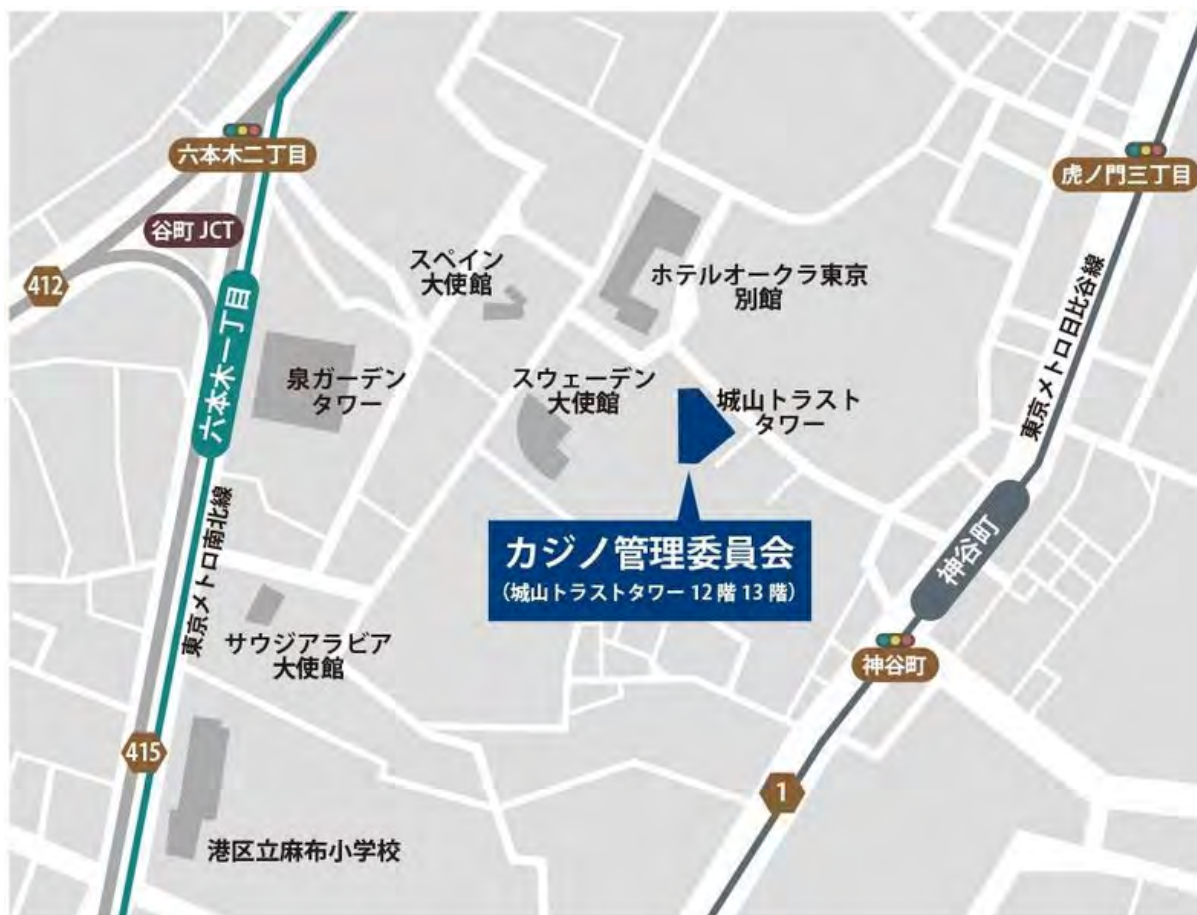 六本木二丁目
虎ノ門三丁目
谷町 JCT
412
スペイン
大使館
ホテルオークラ東京
別館
東京メトロ日比谷線
六本木一丁目
泉ガーデン
タワー
スウェーデン
大使館
城山トラスト
タワー
カジノ管理委員会
（城山トラストタワー 12 階 13 階）
神谷町
東京メトロ南北線
サウジアラビア
大使館
神谷町
415
1
港区立麻布小学校